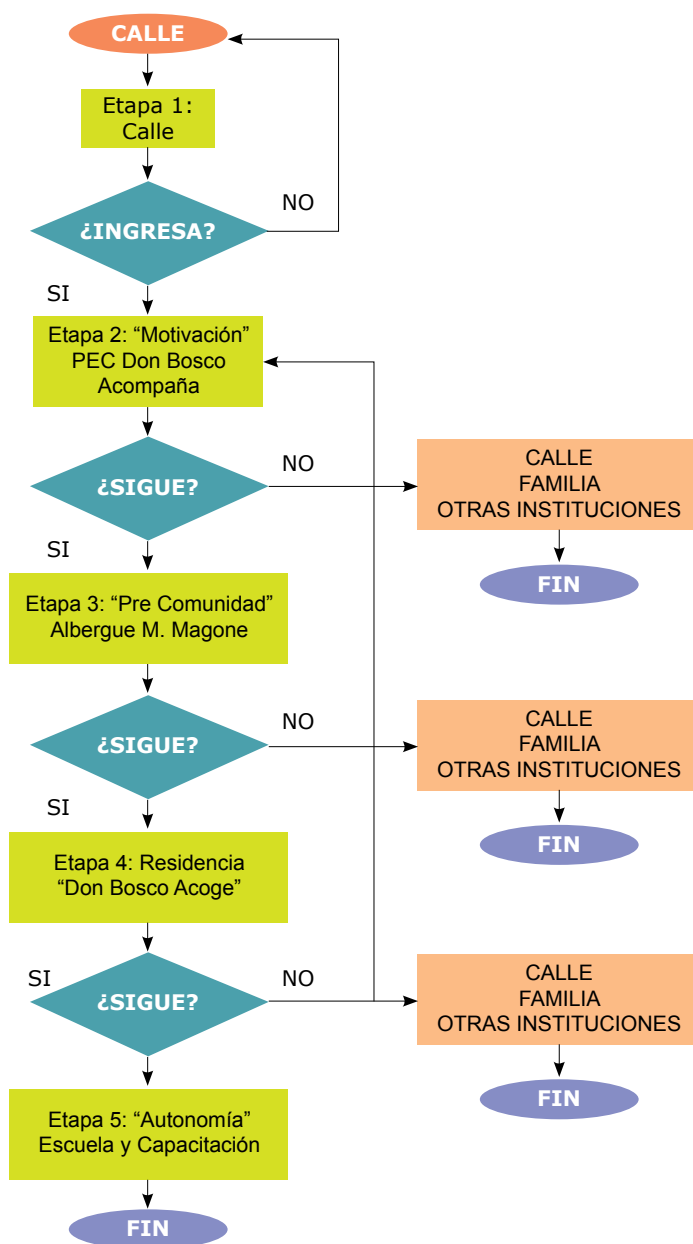 CALLE
Etapa 1:
Calle
¿INGRESA?
NO
SI
Etapa 2: “Motivación”
PEC Don Bosco
Acompaña
¿SIGUE?
NO
CALLE
FAMILIA
OTRAS INSTITUCIONES
FIN
SI
Etapa 3: “Pre Comunidad”
Albergue M. Magone
¿SIGUE?
NO
CALLE
FAMILIA
OTRAS INSTITUCIONES
FIN
SI
Etapa 4: Residencia
“Don Bosco Acoge”
SI
¿SIGUE?
NO
CALLE
FAMILIA
OTRAS INSTITUCIONES
FIN
Etapa 5: “Autonomía”
Escuela y Capacitación
FIN